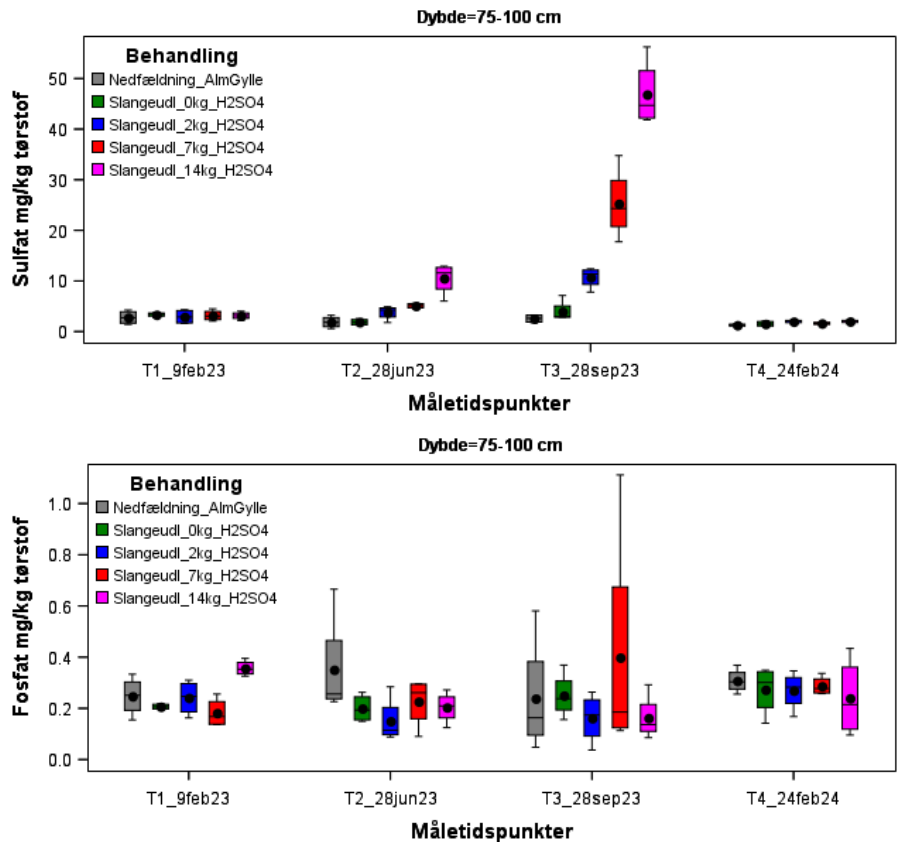 Dybde=75-100 cm
Sulfat mg/kg tørstof
50
40
30
20
10
0
Behandling
Nedfældning_AlmGylle
Slangeudl_0kg_H2SO4
Slangeudl_2kg_H2SO4
Slangeudl_7kg_H2SO4
Slangeudl_14kg_H2SO4
T1_9feb23 T2_28jun23 T3_28sep23 T4_24feb24
Måletidspunkter
Dybde=75-100 cm
Fosfat mg/kg tørstof
1.0
0.8
0.6
0.4
0.2
0.0
Behandling
Nedfældning_AlmGylle
Slangeudl_0kg_H2SO4
Slangeudl_2kg_H2SO4
Slangeudl_7kg_H2SO4
Slangeudl_14kg_H2SO4
T1_9feb23 T2_28jun23 T3_28sep23 T4_24feb24
Måletidspunkter